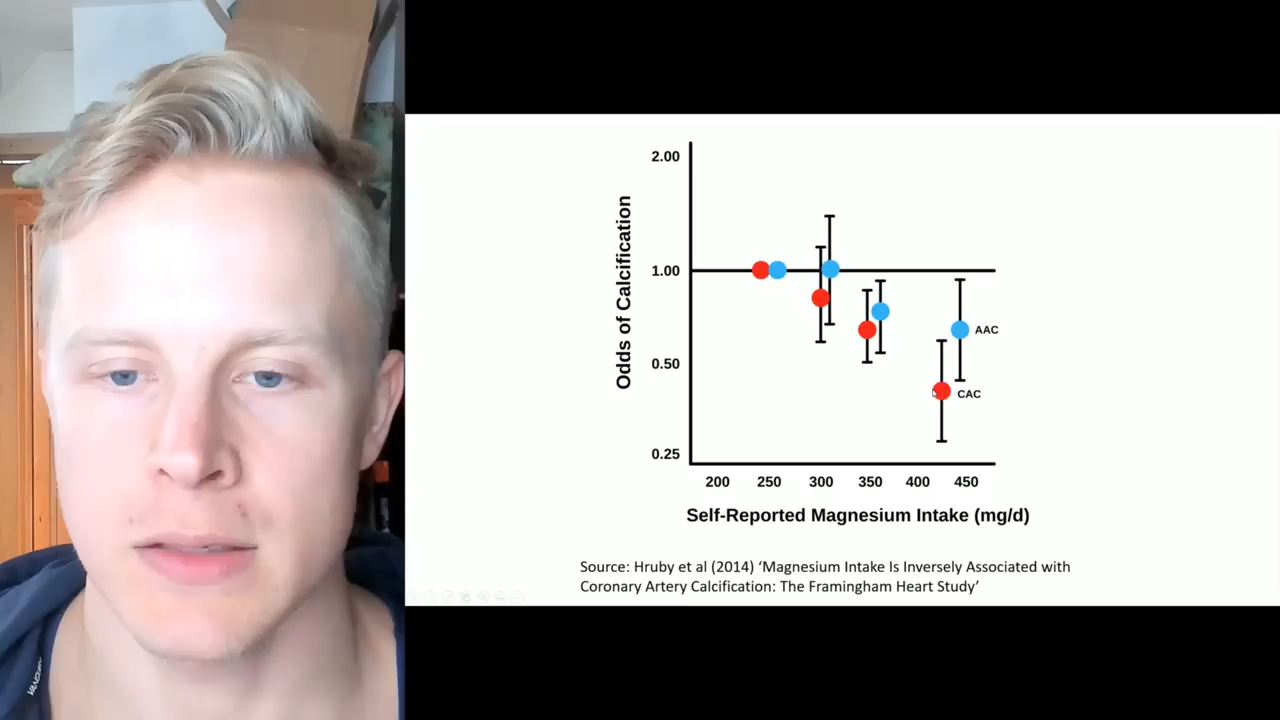 2.00
1.00
0.50
0.25
Odds of Calcification
AAC
CAC
200 250 300 350 400 450
Self-Reported Magnesium Intake (mg/d)
Source: Hruby et al (2014) ‘Magnesium Intake Is Inversely Associated with
Coronary Artery Calcification: The Framingham Heart Study’